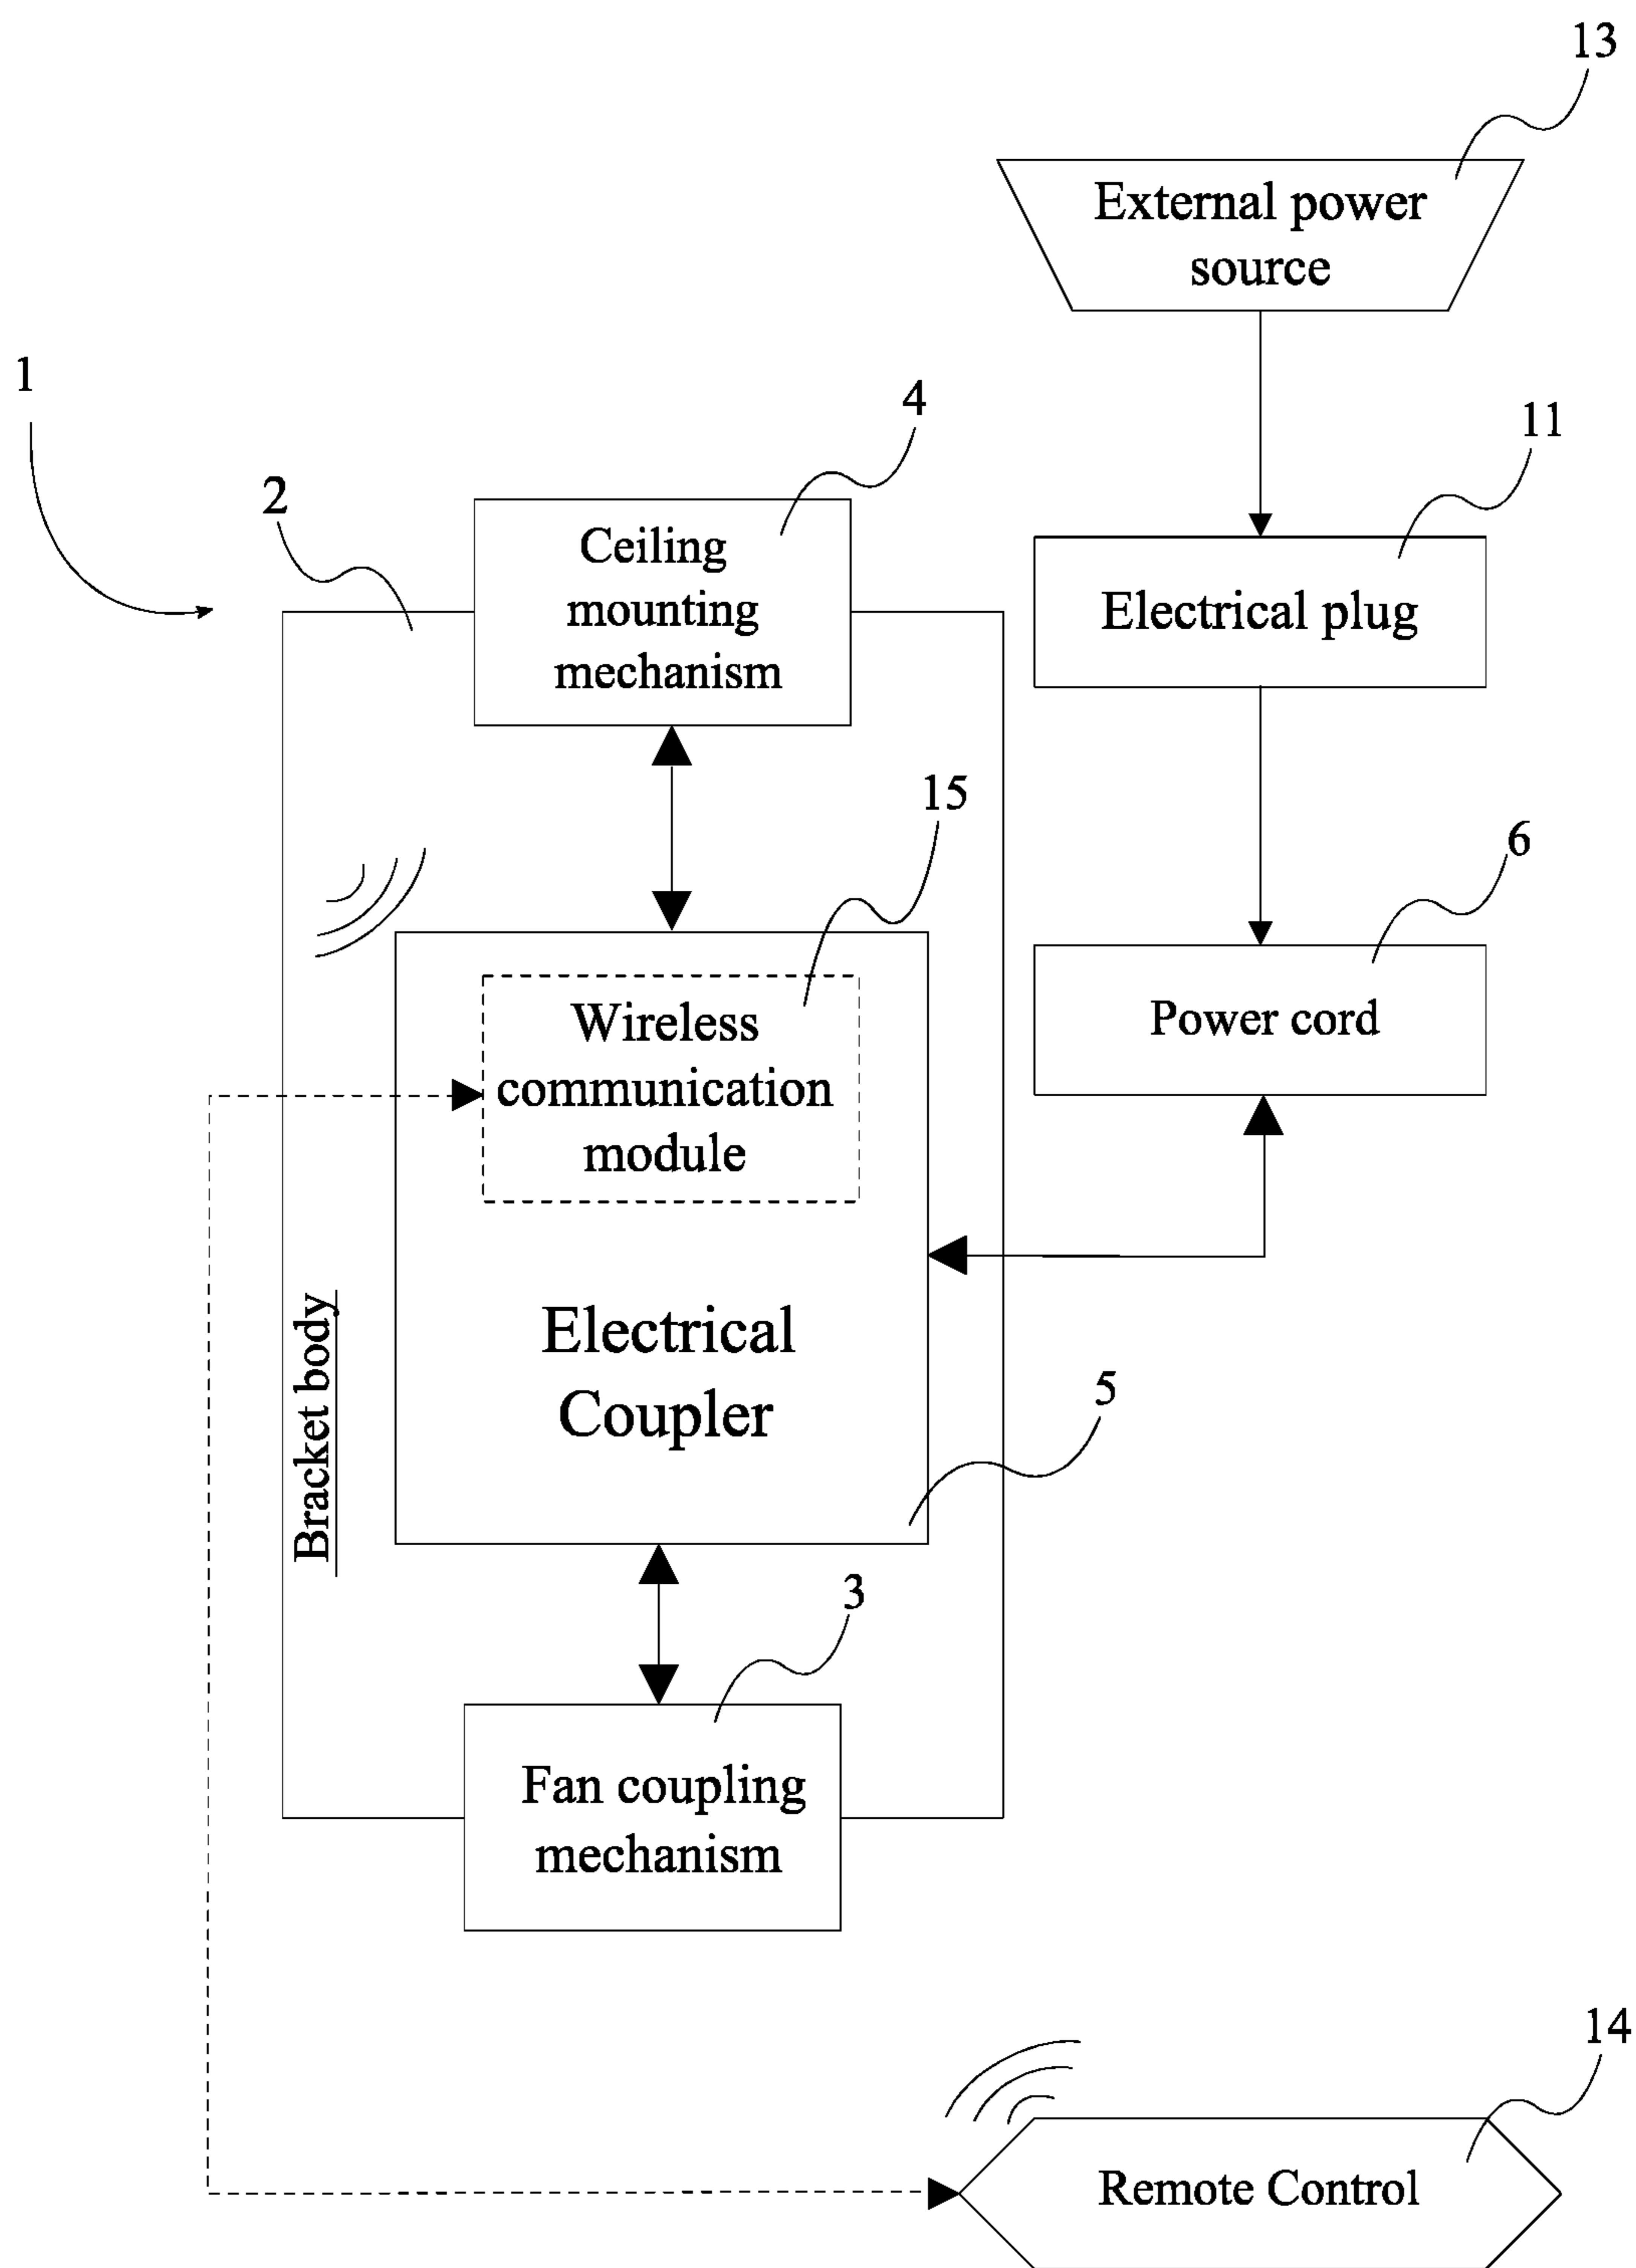 13
External power
source
1
4
11
2
Ceiling
mounting
mechanism
Electrical plug
15
6
Wireless
communication
module
Power cord
Electrical
Coupler
Bracket body
5
3
Fan coupling
mechanism
14
Remote Control